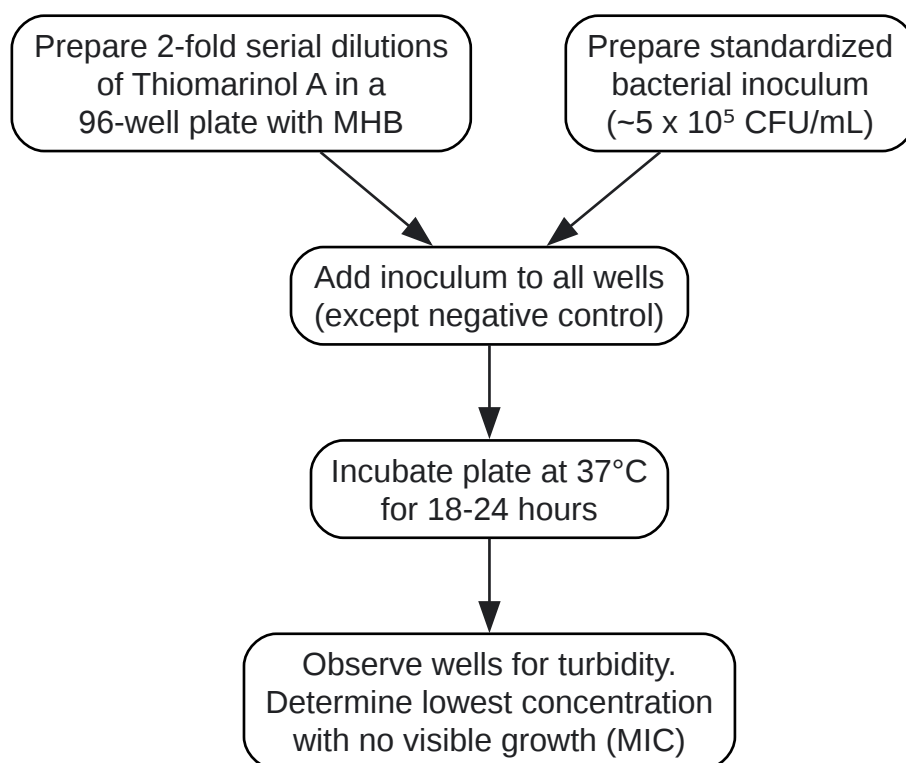 Prepare 2-fold serial dilutions
of Thiomarinol A in a
96-well plate with MHB
Prepare standardized
bacterial inoculum
(~5 x 10⁵ CFU/mL)
Add inoculum to all wells
(except negative control)
Incubate plate at 37°C
for 18-24 hours
Observe wells for turbidity.
Determine lowest concentration
with no visible growth (MIC)